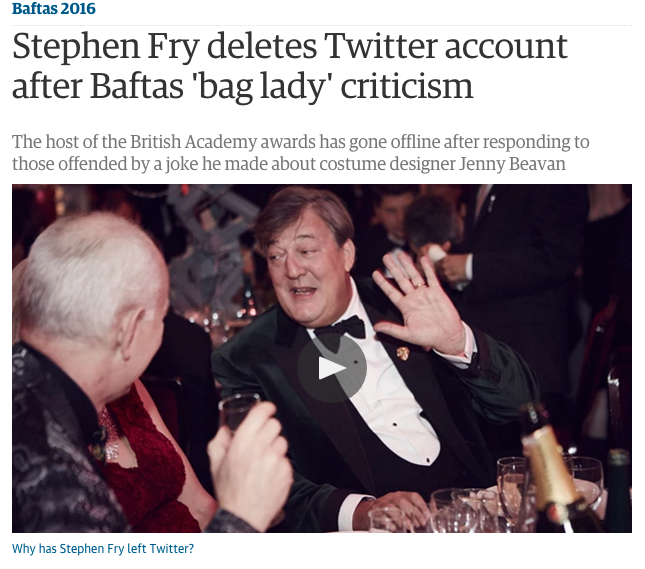 Baftas 2016
Stephen Fry deletes Twitter account
after Baftas 'bag lady' criticism
The host of the British Academy awards has gone offline after responding to
those offended by a joke he made about costume designer Jenny Beavan
Why has Stephen Fry left Twitter?